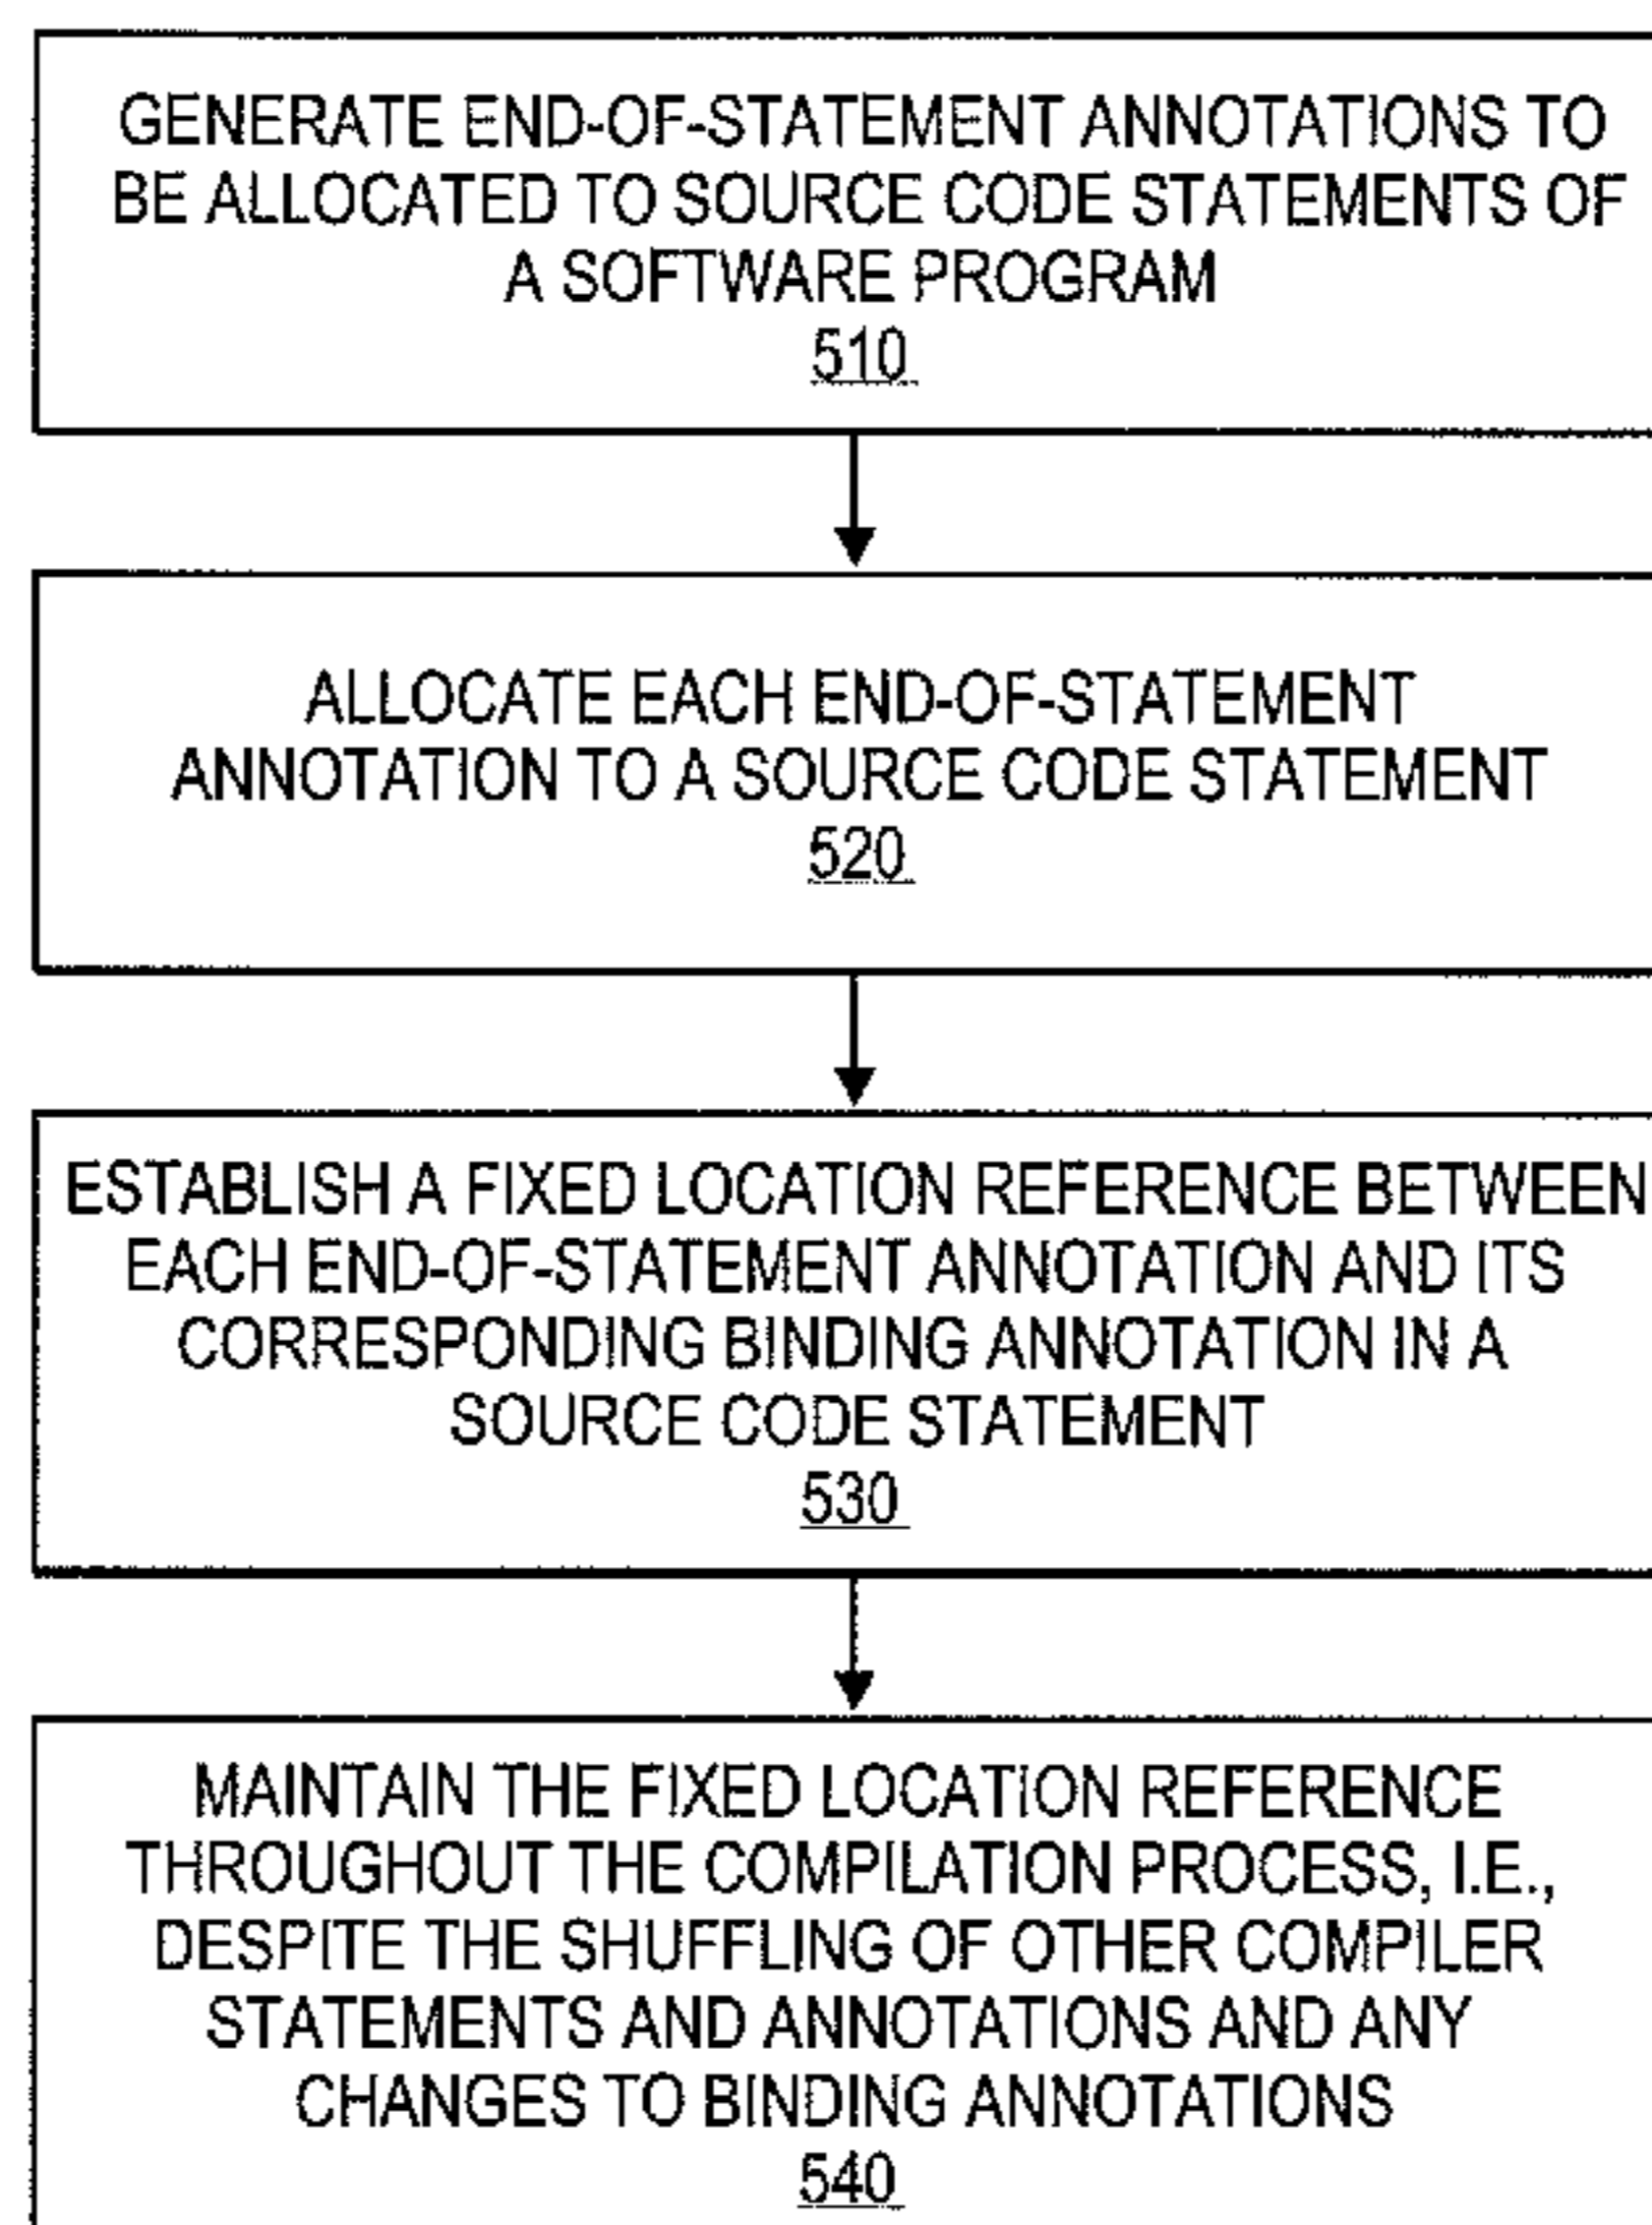 GENERATE END-OF-STATEMENT ANNOTATIONS TO
BE ALLOCATED TO SOURCE CODE STATEMENTS OF
A SOFTWARE PROGRAM
510
ALLOCATE EACH END-OF-STATEMENT
ANNOTATION TO A SOURCE CODE STATEMENT
520
ESTABLISH A FIXED LOCATION REFERENCE BETWEEN
EACH END-OF-STATEMENT ANNOTATION AND ITS
CORRESPONDING BINDING ANNOTATION IN A
SOURCE CODE STATEMENT
530
MAINTAIN THE FIXED LOCATION REFERENCE
THROUGHOUT THE COMPILATION PROCESS, I.E.,
DESPITE THE SHUFFLING OF OTHER COMPILER
STATEMENTS AND ANNOTATIONS AND ANY
CHANGES TO BINDING ANNOTATIONS
540